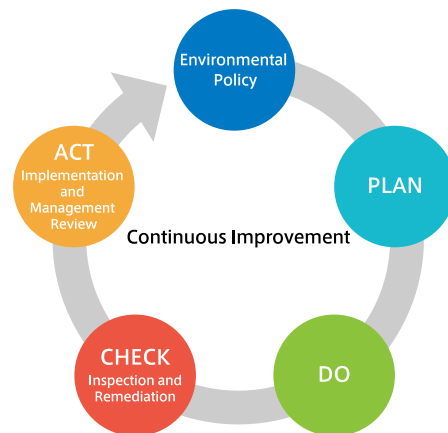 Environmental
Policy
PLAN
DO
CHECK
Inspection and
Remediation
ACT
Implementation
and
Management
Review
Continuous Improvement